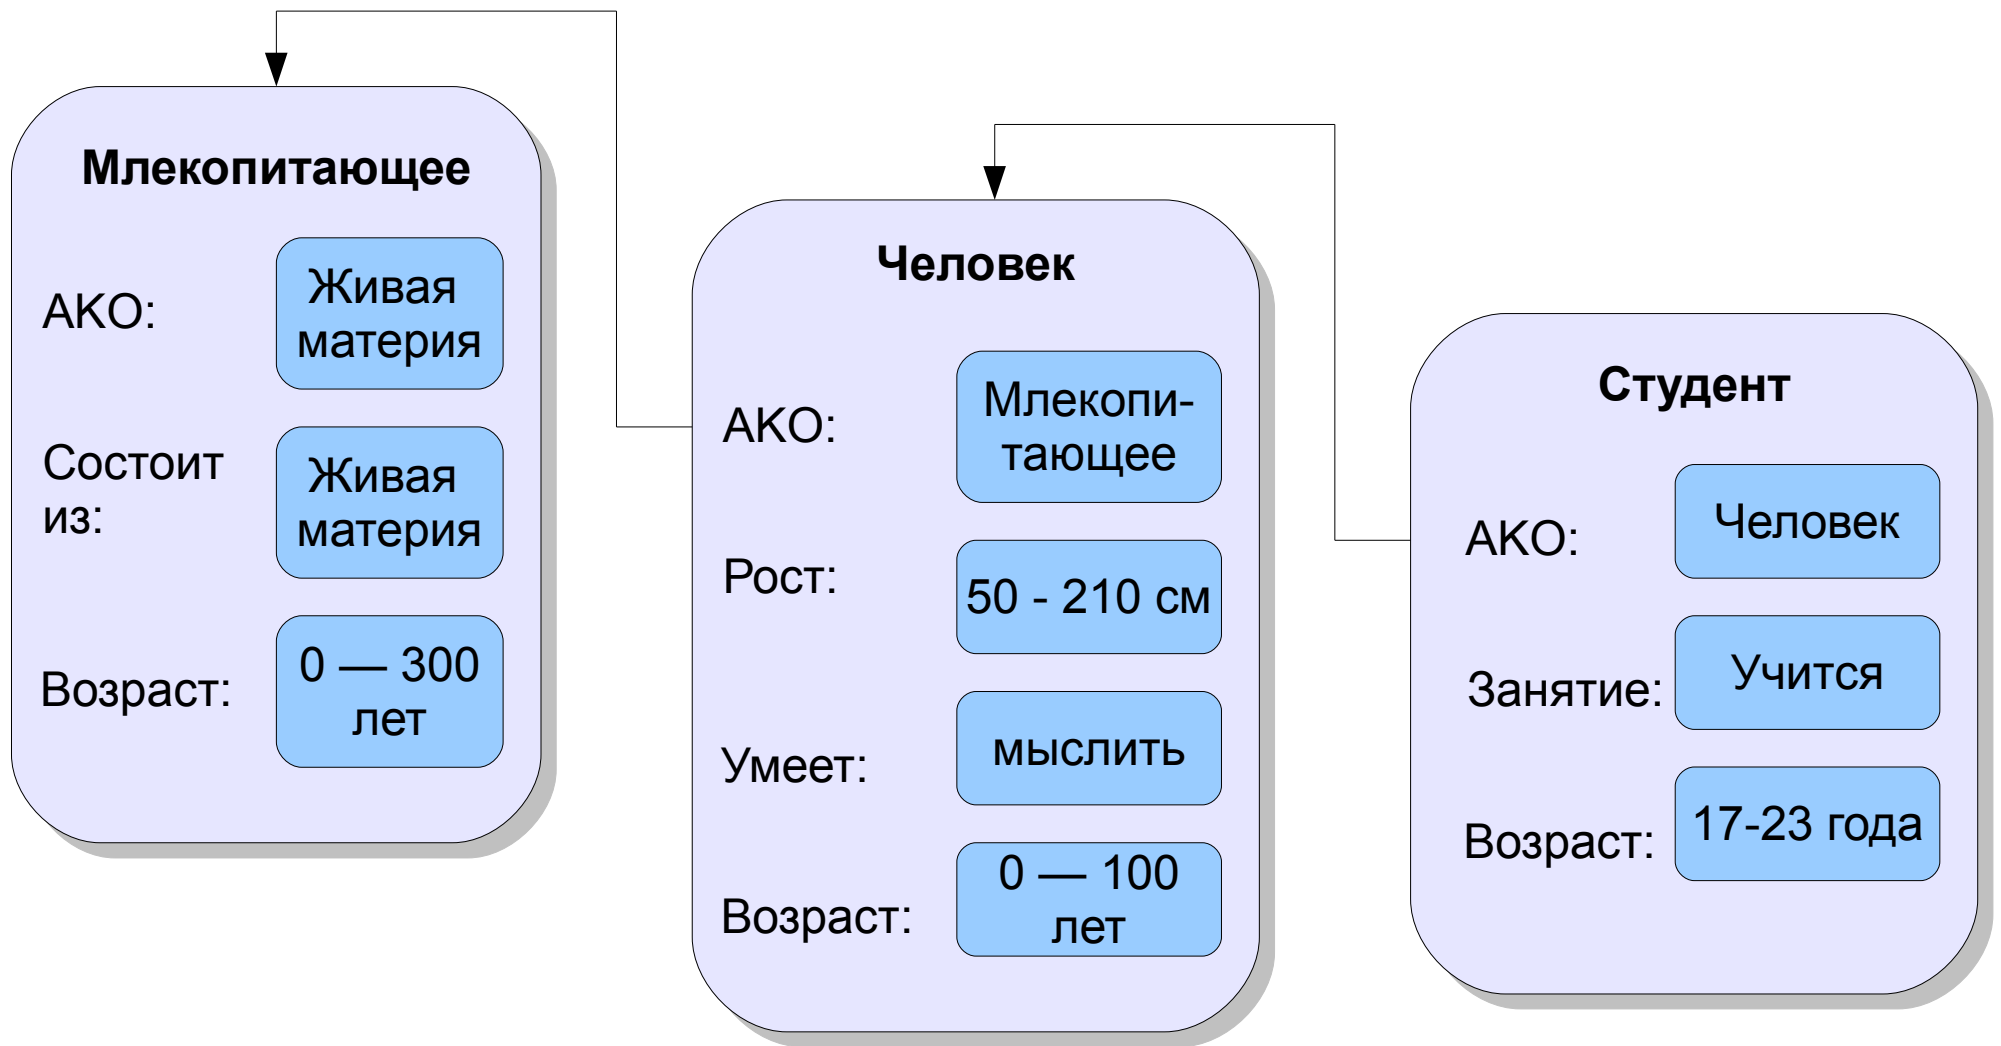 Млекопитающее
АКО:
Живая
материя
Состоит
из:
Живая
материя
Возраст:
0 — 300
лет
Человек
АКО:
Млекопи-
тающее
Рост:
50 - 210 см
Умеет:
мыслить
Возраст:
0 — 100
лет
Студент
АКО:
Человек
Занятие:
Учится
Возраст:
17-23 года